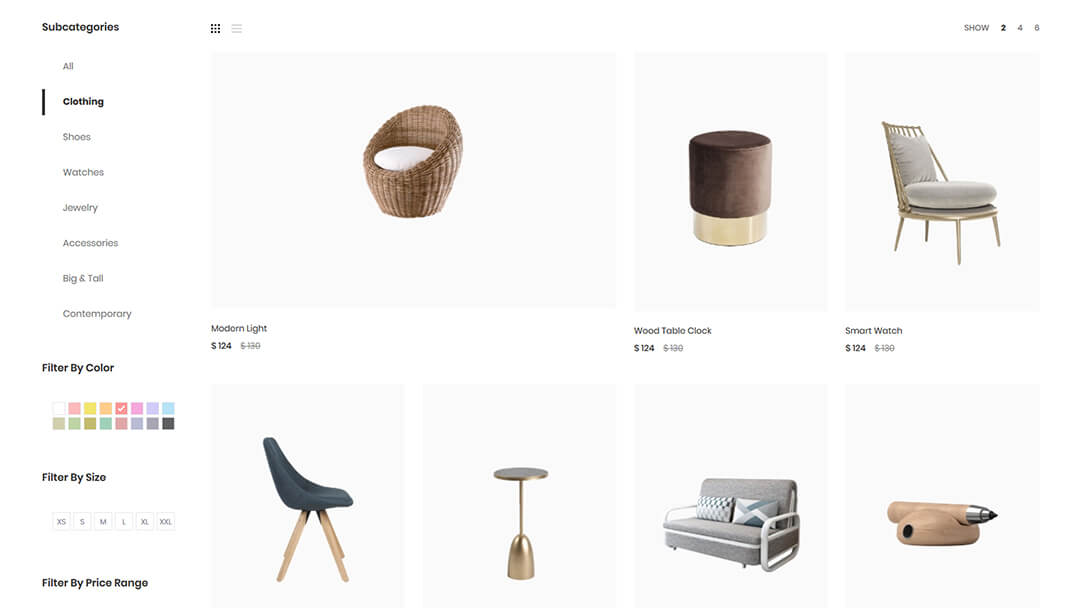 Subcategories
All
Clothing
Shoes
Watches
Jewelry
Accessories
Big & Tall
Contemporary
Filter By Color
Filter By Size
XS S M L XL XXL
Filter By Price Range
SHOW 2 4 6
Modern Light
$ 124 $ 130
Wood Table Clock
$ 124 $ 130
Smart Watch
$ 124 $ 130